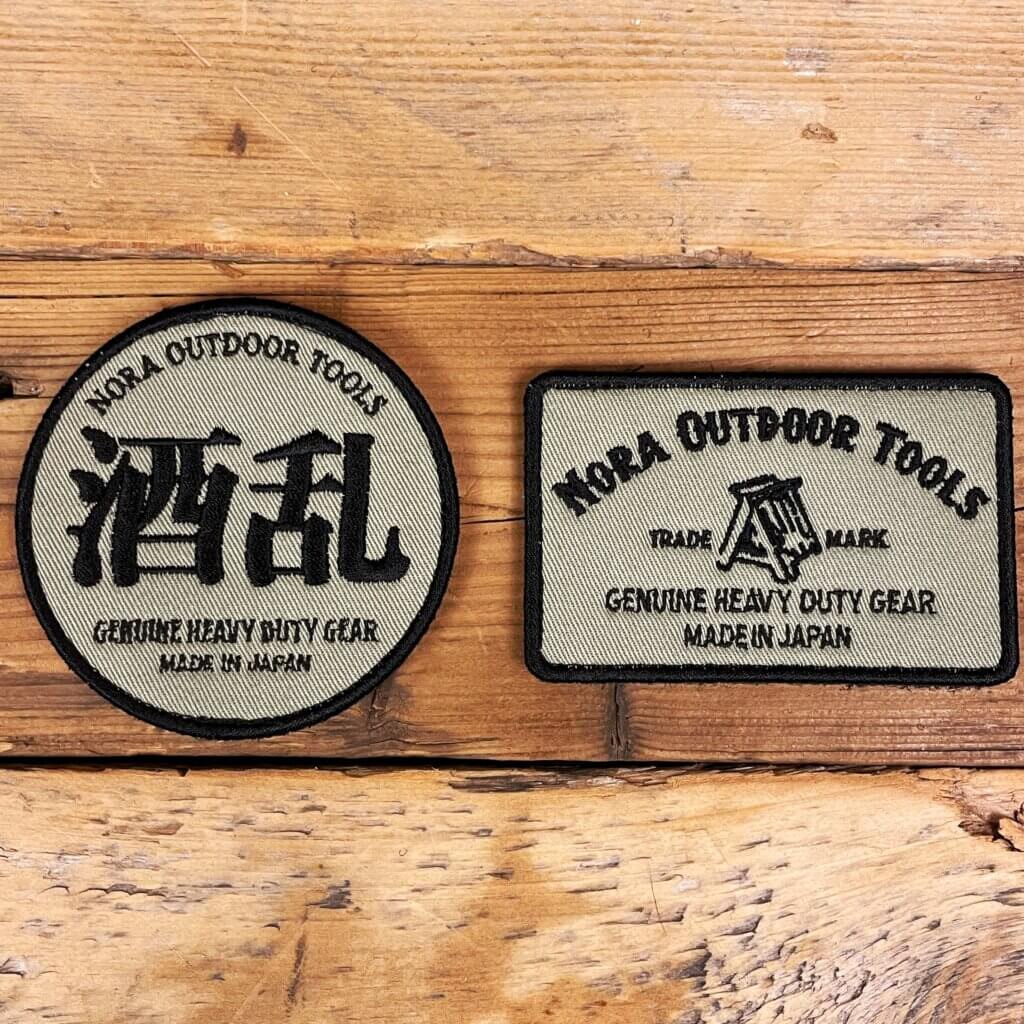 NORA OUTDOOR TOOLS
酒乱
GENUINE HEAVY DUTY GEAR
MADE IN JAPAN
NORA OUTDOOR TOOLS
TRADE MARK
GENUINE HEAVY DUTY GEAR
MADE IN JAPAN